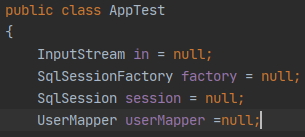 public class AppTest
{
InputStream in = null;
SqlSessionFactory factory = null;
SqlSession session = null;
UserMapper userMapper =null;